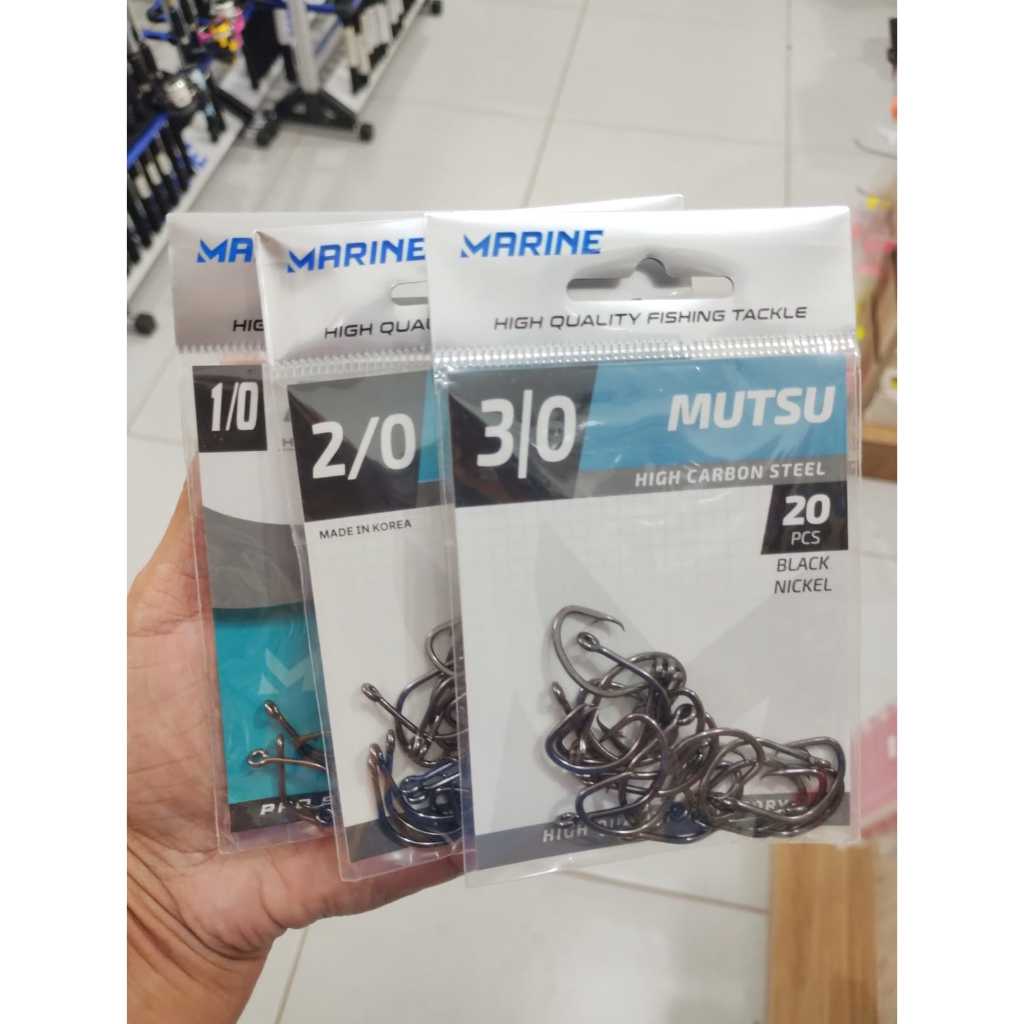 MARINE
HIGH QUALITY FISHING TACKLE
3/0
MUTSU
HIGH CARBON STEEL
20
PCS
BLACK
NICKEL
MARINE
2/0
MADE IN KOREA
1/0